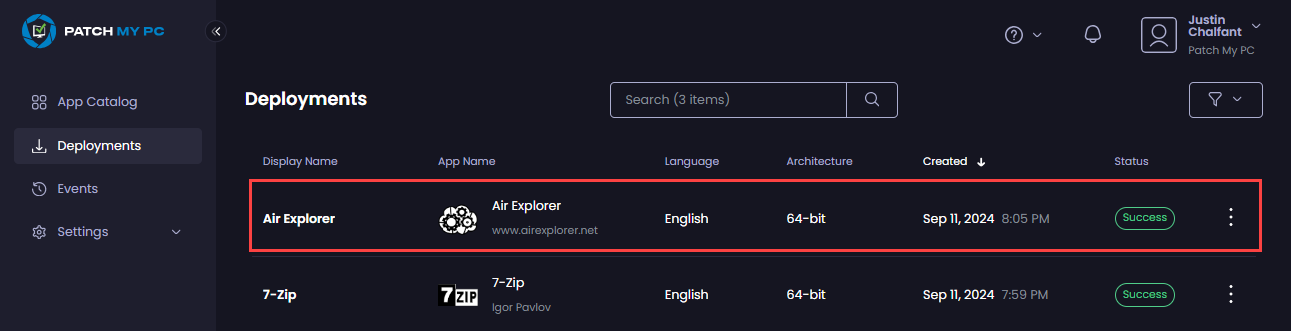 PATCH MY PC
Justin
Chalfant
Patch My PC
App Catalog
Deployments
Events
Settings
Deployments
Search (3 items)
Display Name App Name Language Architecture Created Status
Air Explorer Air Explorer English 64-bit Sep 11, 2024 8:05 PM Success
www.airexplorer.net
7-Zip 7 ZIP 7-Zip English 64-bit Sep 11, 2024 7:59 PM Success
Igor Pavlov